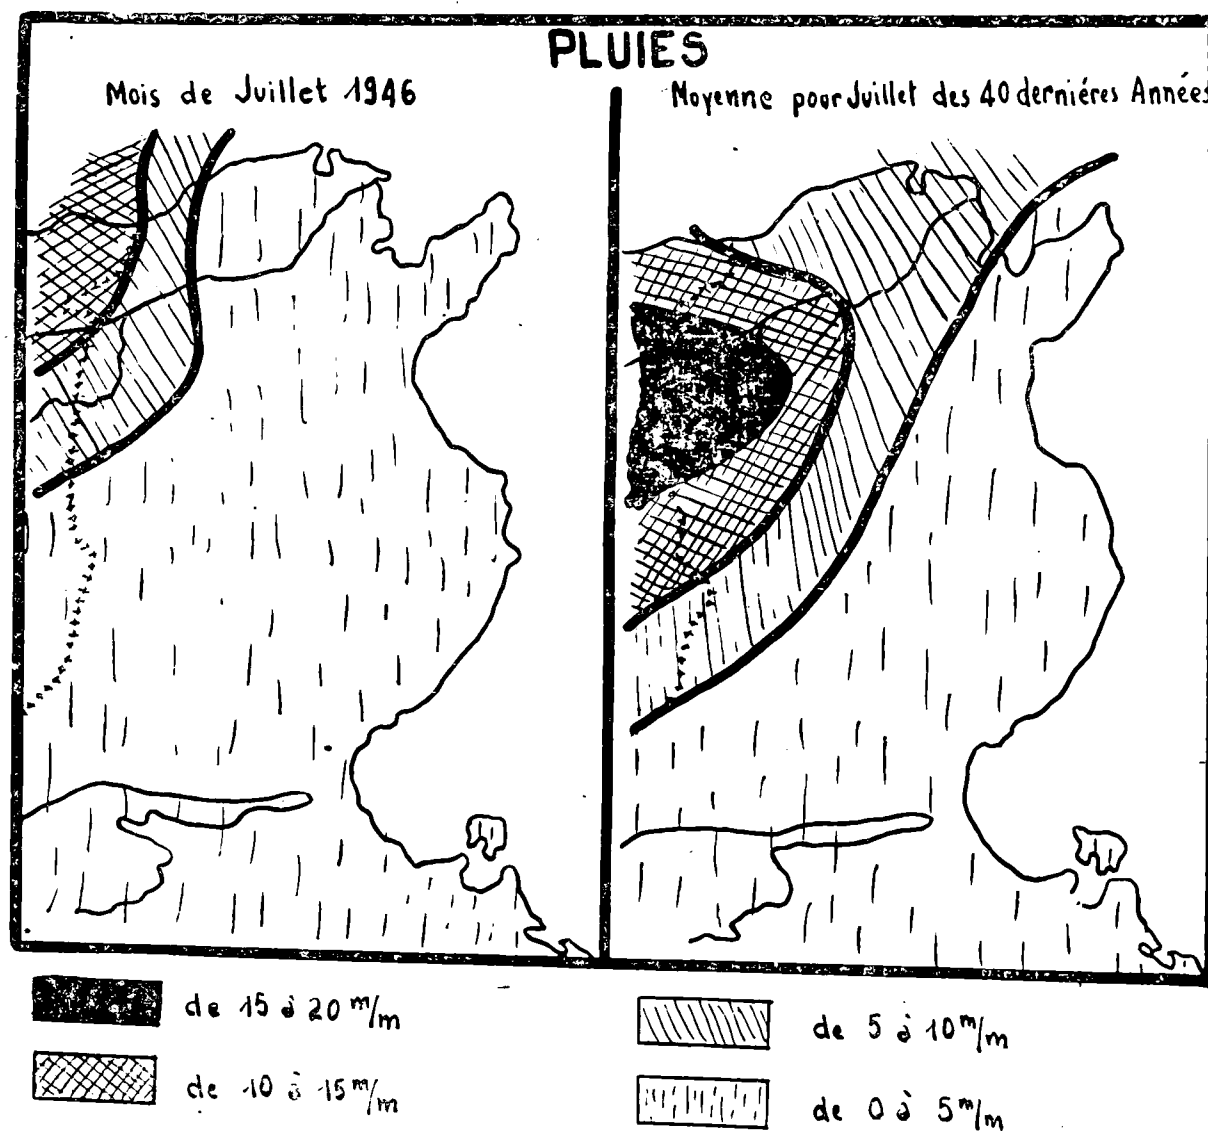 PLUIES
Mois de Juillet 1946
Moyenne pour Juillet des 40 derniéres Années
de 15 à 20 m/m
de 10 à 15 m/m
de 5 à 10 m/m
de 0 à 5 m/m